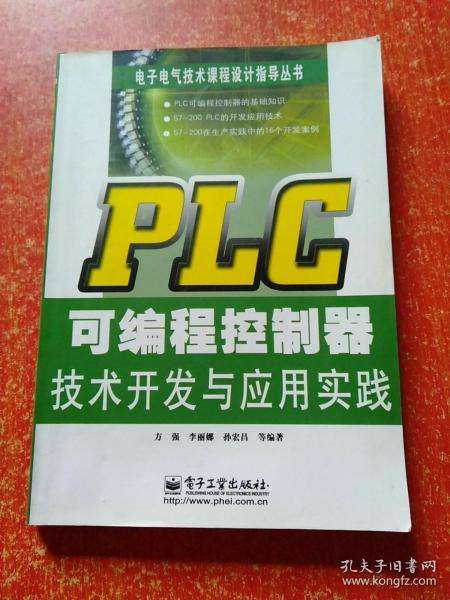 电子电气技术课程设计指导丛书
● PLC可编程控制器的基础知识
● S7-200 PLC的开发应用技术
● S7-200在生产实践中的16个开发案例
PLC
可编程控制器
技术开发与应用实践
方 强 李丽娜 孙宏昌 等编著
電子工業出版社
PUBLISHING HOUSE OF ELECTRONICS INDUSTRY
http://www.phei.com.cn
孔夫子旧书网
www.kongfz.com